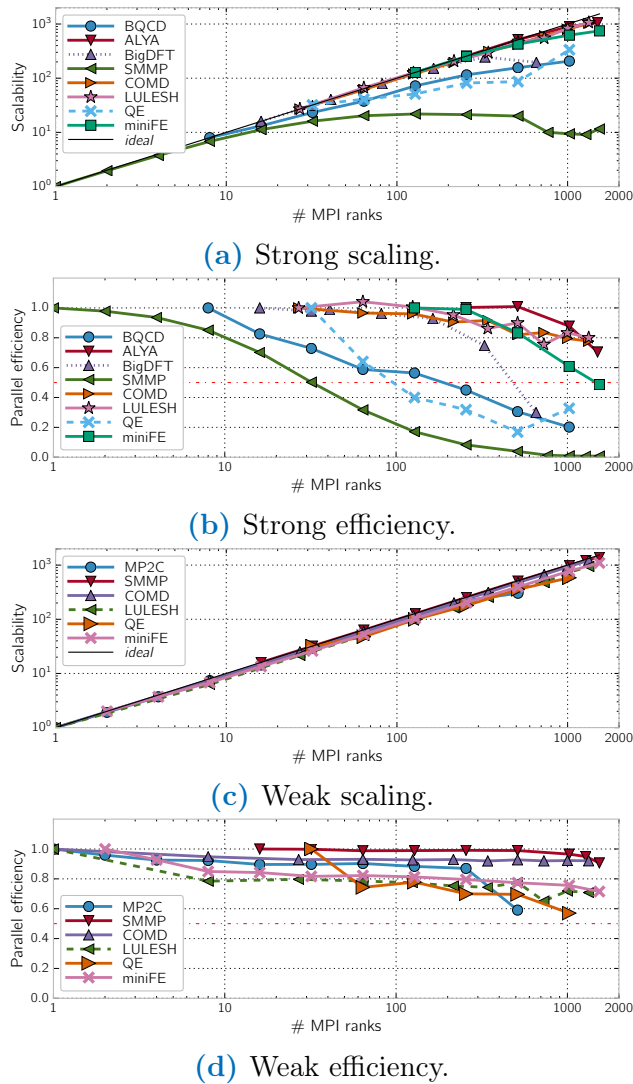 10³
10²
10¹
10⁰
Scalability
BQCD
ALYA
BigDFT
SMMP
COMD
LULESH
QE
miniFE
ideal
1 10 100 1000 2000
# MPI ranks
(a) Strong scaling.
1.0
0.8
0.6
0.4
0.2
0.0
Parallel efficiency
BQCD
ALYA
BigDFT
SMMP
COMD
LULESH
QE
miniFE
1 10 100 1000 2000
# MPI ranks
(b) Strong efficiency.
10³
10²
10¹
10⁰
Scalability
MP2C
SMMP
COMD
LULESH
QE
miniFE
ideal
1 10 100 1000 2000
# MPI ranks
(c) Weak scaling.
1.0
0.8
0.6
0.4
0.2
0.0
Parallel efficiency
MP2C
SMMP
COMD
LULESH
QE
miniFE
1 10 100 1000 2000
# MPI ranks
(d) Weak efficiency.